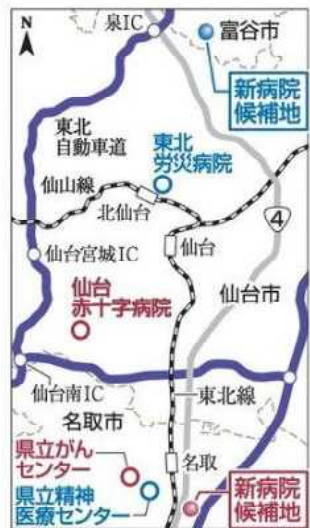 N
泉IC
富谷市
新病院
候補地
東北
自動車道
東北
労災病院
仙山線
北仙台
4
仙台
仙台宮城IC
仙台
赤十字病院
仙台市
仙台南IC
東北線
名取市
県立がん
センター
名取
県立精神
医療センター
新病院
候補地